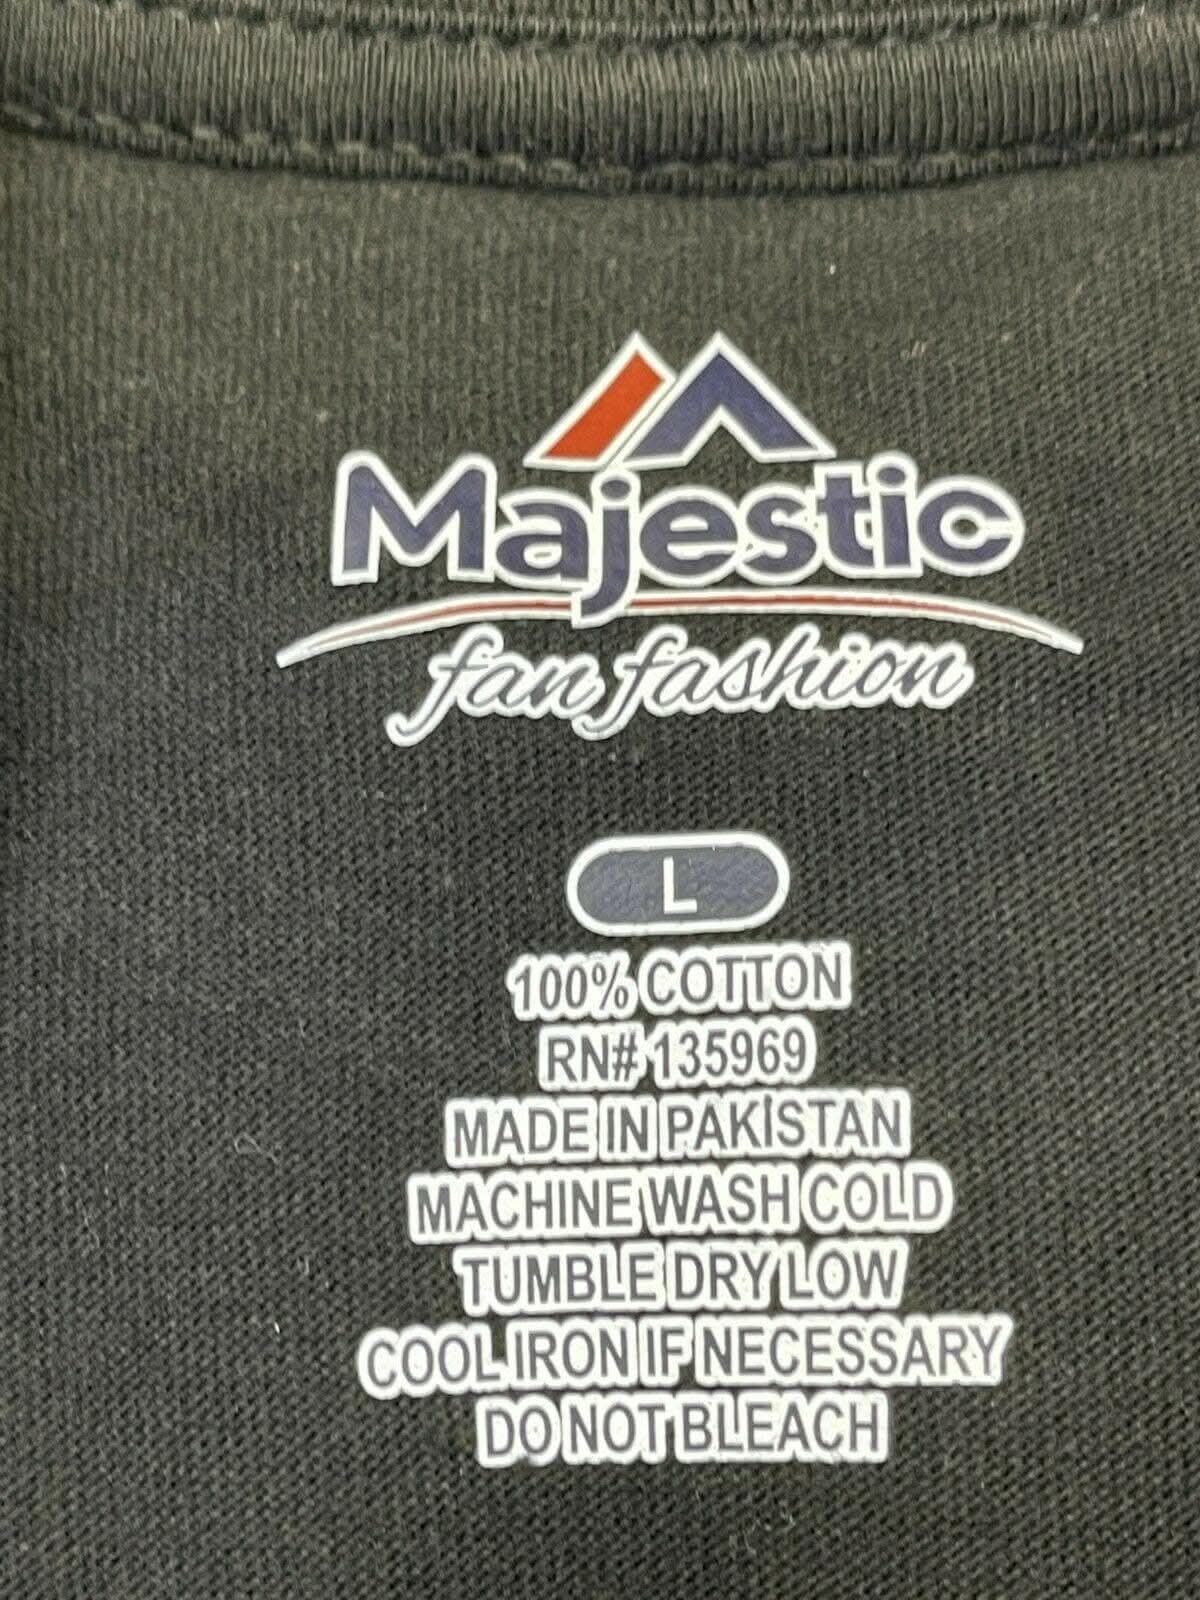 Majestic
fan fashion
L
100% COTTON
RN# 135969
MADE IN PAKISTAN
MACHINE WASH COLD
TUMBLE DRY LOW
COOL IRON IF NECESSARY
DO NOT BLEACH